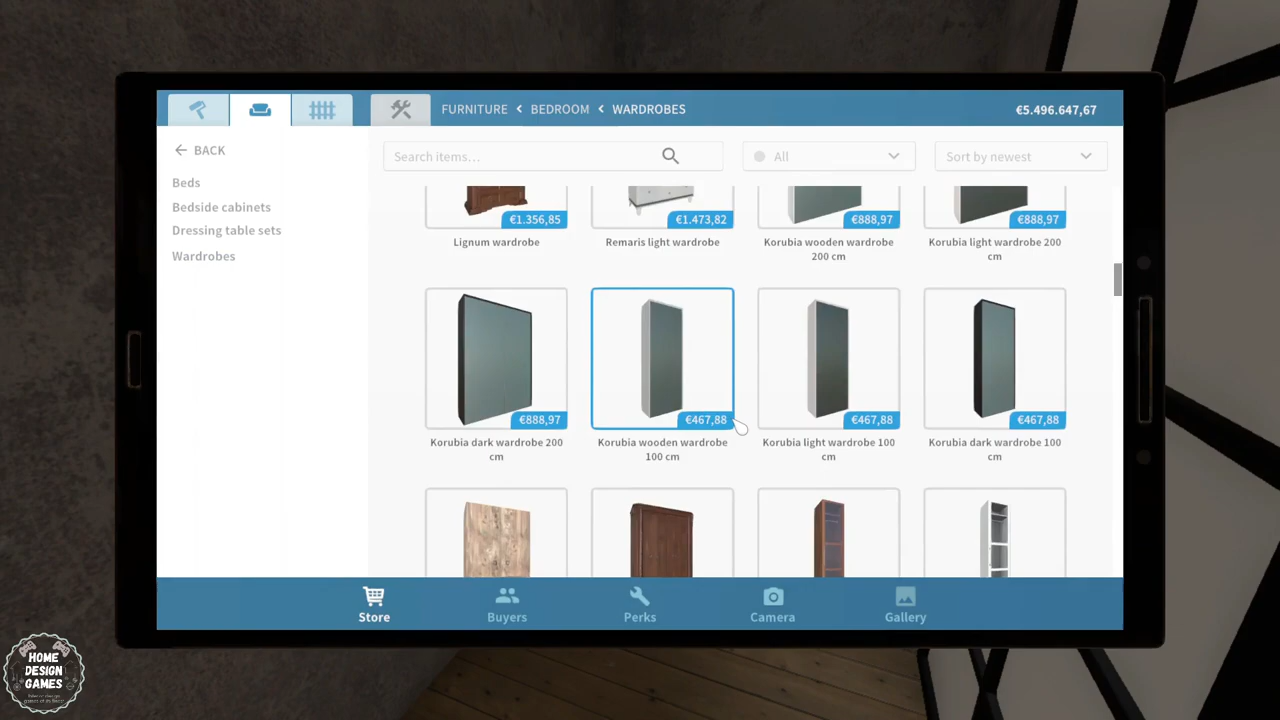 FURNITURE < BEDROOM < WARDROBES
€5.496.647,67
BACK
Beds
Bedside cabinets
Dressing table sets
Wardrobes
Search items...
All
Sort by newest
€1.356,85
€1.473,82
€888,97
€888,97
Lignum wardrobe
Remaris light wardrobe
Korubia wooden wardrobe
200 cm
Korubia light wardrobe 200
cm
€888,97
€467,88
€467,88
€467,88
Korubia dark wardrobe 200
cm
Korubia wooden wardrobe
100 cm
Korubia light wardrobe 100
cm
Korubia dark wardrobe 100
cm
Store
Buyers
Perks
Camera
Gallery
HOME
DESIGN
GAMES